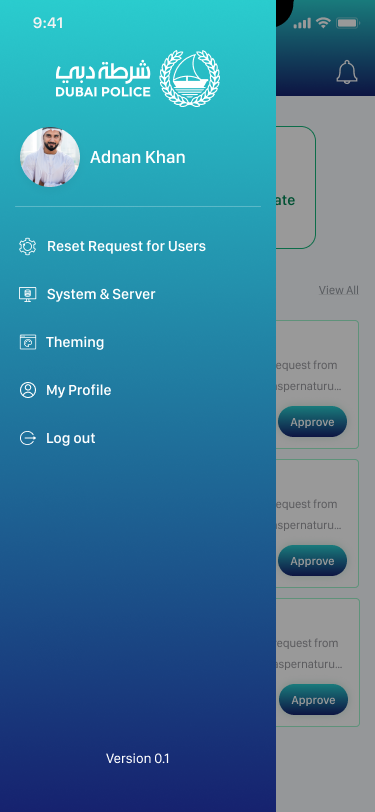 9:41
شرطة دبي
DUBAI POLICE
Adnan Khan
ate
Reset Request for Users
System & Server
View All
Theming
equest from
aspernaturu...
My Profile
Approve
Log out
equest from
aspernaturu...
Approve
equest from
aspernaturu...
Approve
Version 0.1